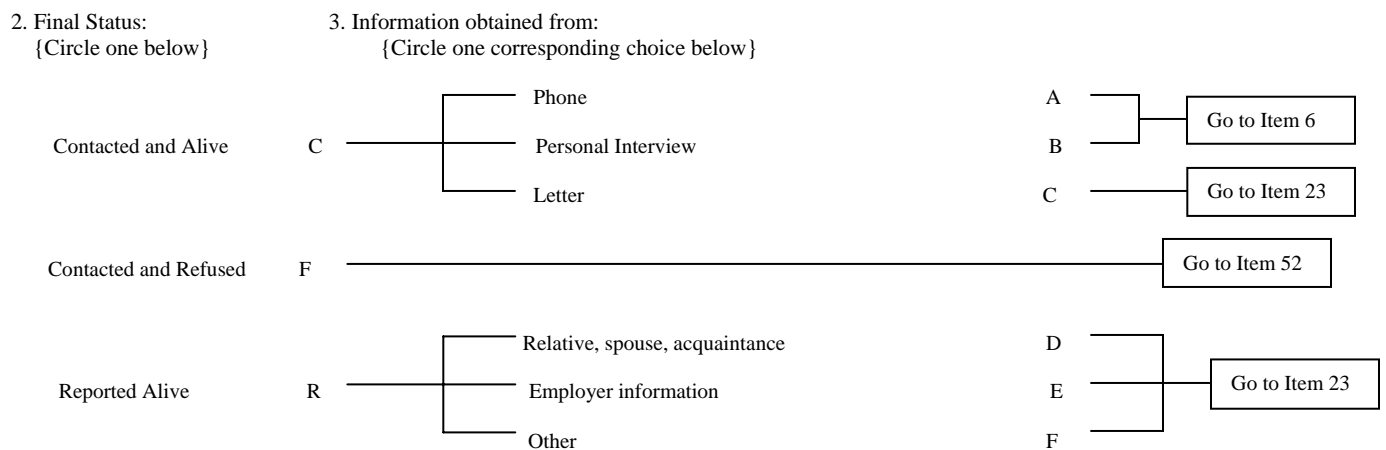 2. Final Status: 3. Information obtained from:
{Circle one below} {Circle one corresponding choice below}
Phone A
Go to Item 6
Contacted and Alive C Personal Interview B
Letter C Go to Item 23
Contacted and Refused F Go to Item 52
Relative, spouse, acquaintance D
Reported Alive R Employer information E Go to Item 23
Other F